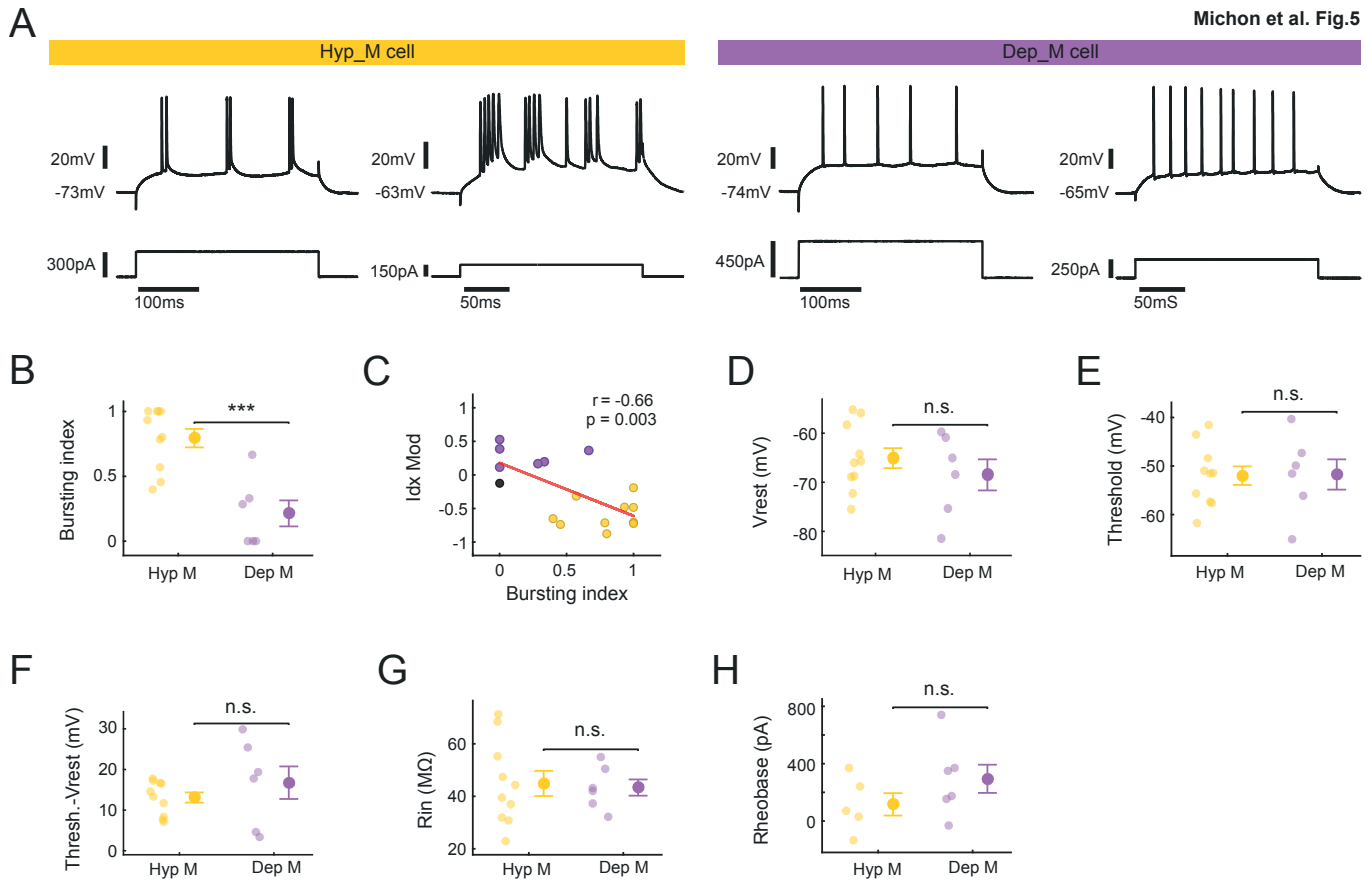 Michon et al. Fig.5
A
Hyp_M cell
Dep_M cell
20mV
-73mV
20mV
-63mV
20mV
-74mV
20mV
-65mV
300pA
150pA
450pA
250pA
100ms
50ms
100ms
50mS
B
Bursting index
1
0.5
0
***
Hyp M
Dep M
C
Idx Mod
1
0.5
0
-0.5
-1
r = -0.66
p = 0.003
0
0.5
1
Bursting index
D
Vrest (mV)
-60
-70
-80
n.s.
Hyp M
Dep M
E
Threshold (mV)
-40
-50
-60
n.s.
Hyp M
Dep M
F
Thresh.-Vrest (mV)
30
20
10
0
n.s.
Hyp M
Dep M
G
Rin (MΩ)
60
40
20
n.s.
Hyp M
Dep M
H
Rheobase (pA)
800
400
0
n.s.
Hyp M
Dep M